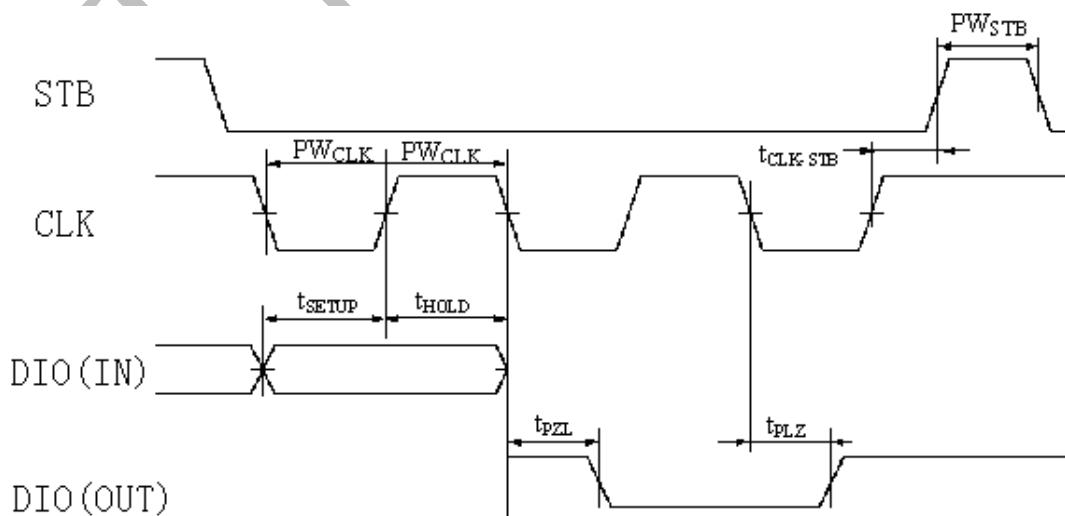 PWSTB
STB
PWCLK PWCLK
tCLK-STB
CLK
tSETUP tHOLD
DIO(IN)
tPZL tPLZ
DIO(OUT)